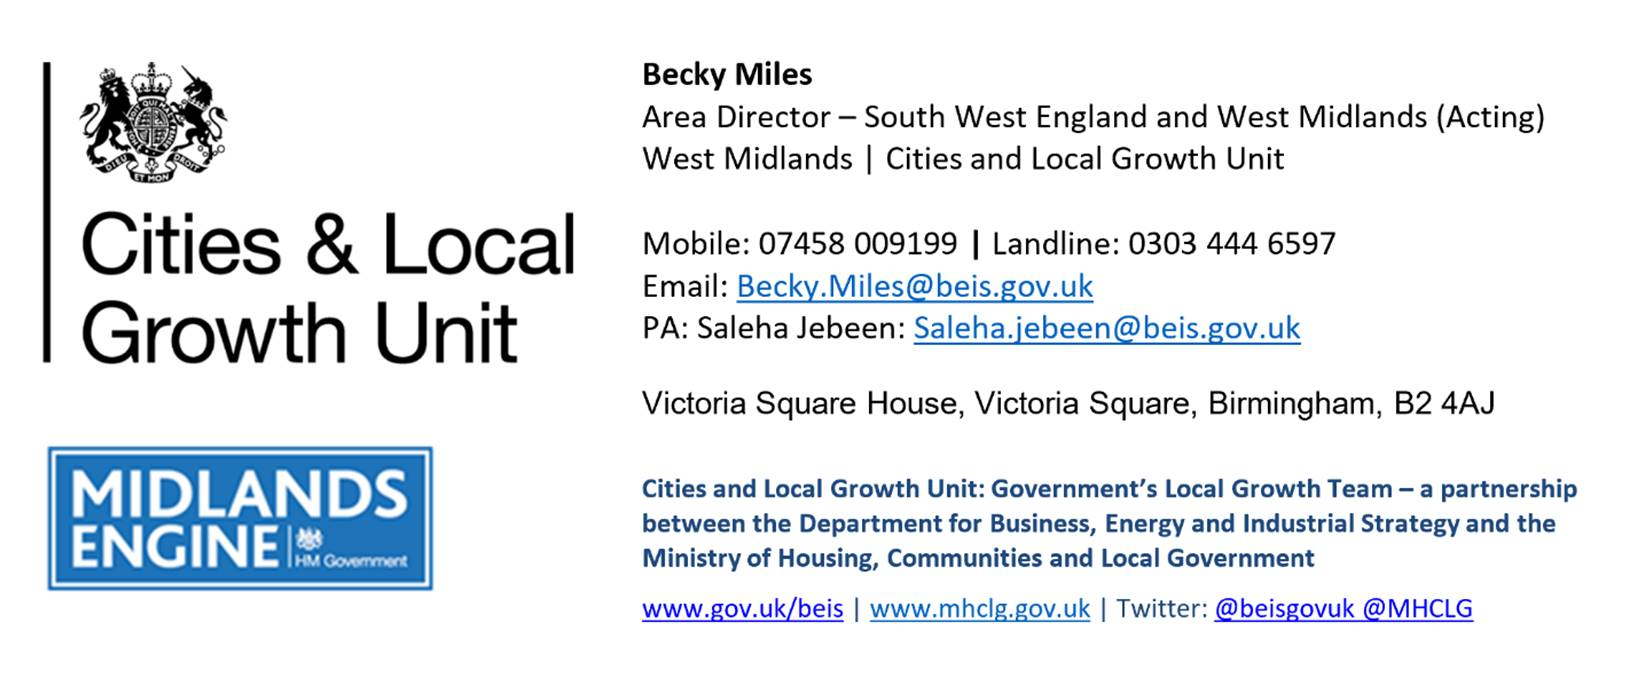 Cities & Local
Growth Unit
MIDLANDS
ENGINE
HM Government
Becky Miles
Area Director – South West England and West Midlands (Acting)
West Midlands | Cities and Local Growth Unit
Mobile: 07458 009199 | Landline: 0303 444 6597
Email: Becky.Miles@beis.gov.uk
PA: Saleha Jebeen: Saleha.jebeen@beis.gov.uk
Victoria Square House, Victoria Square, Birmingham, B2 4AJ
Cities and Local Growth Unit: Government’s Local Growth Team – a partnership
between the Department for Business, Energy and Industrial Strategy and the
Ministry of Housing, Communities and Local Government
www.gov.uk/beis | www.mhclg.gov.uk | Twitter: @beisgovuk @MHCLG